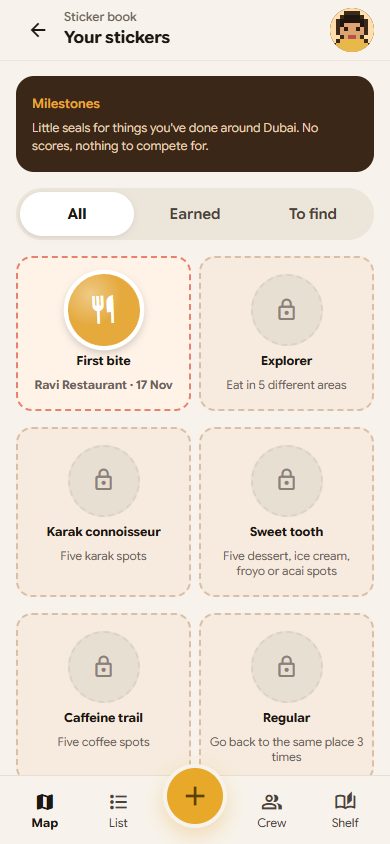 Sticker book
Your stickers
Milestones
Little seals for things you've done around Dubai. No
scores, nothing to compete for.
All
Earned
To find
First bite
Ravi Restaurant · 17 Nov
Explorer
Eat in 5 different areas
Karak connoisseur
Five karak spots
Sweet tooth
Five dessert, ice cream,
froyo or acai spots
Caffeine trail
Five coffee spots
Regular
Go back to the same place 3
times
Map
List
Crew
Shelf